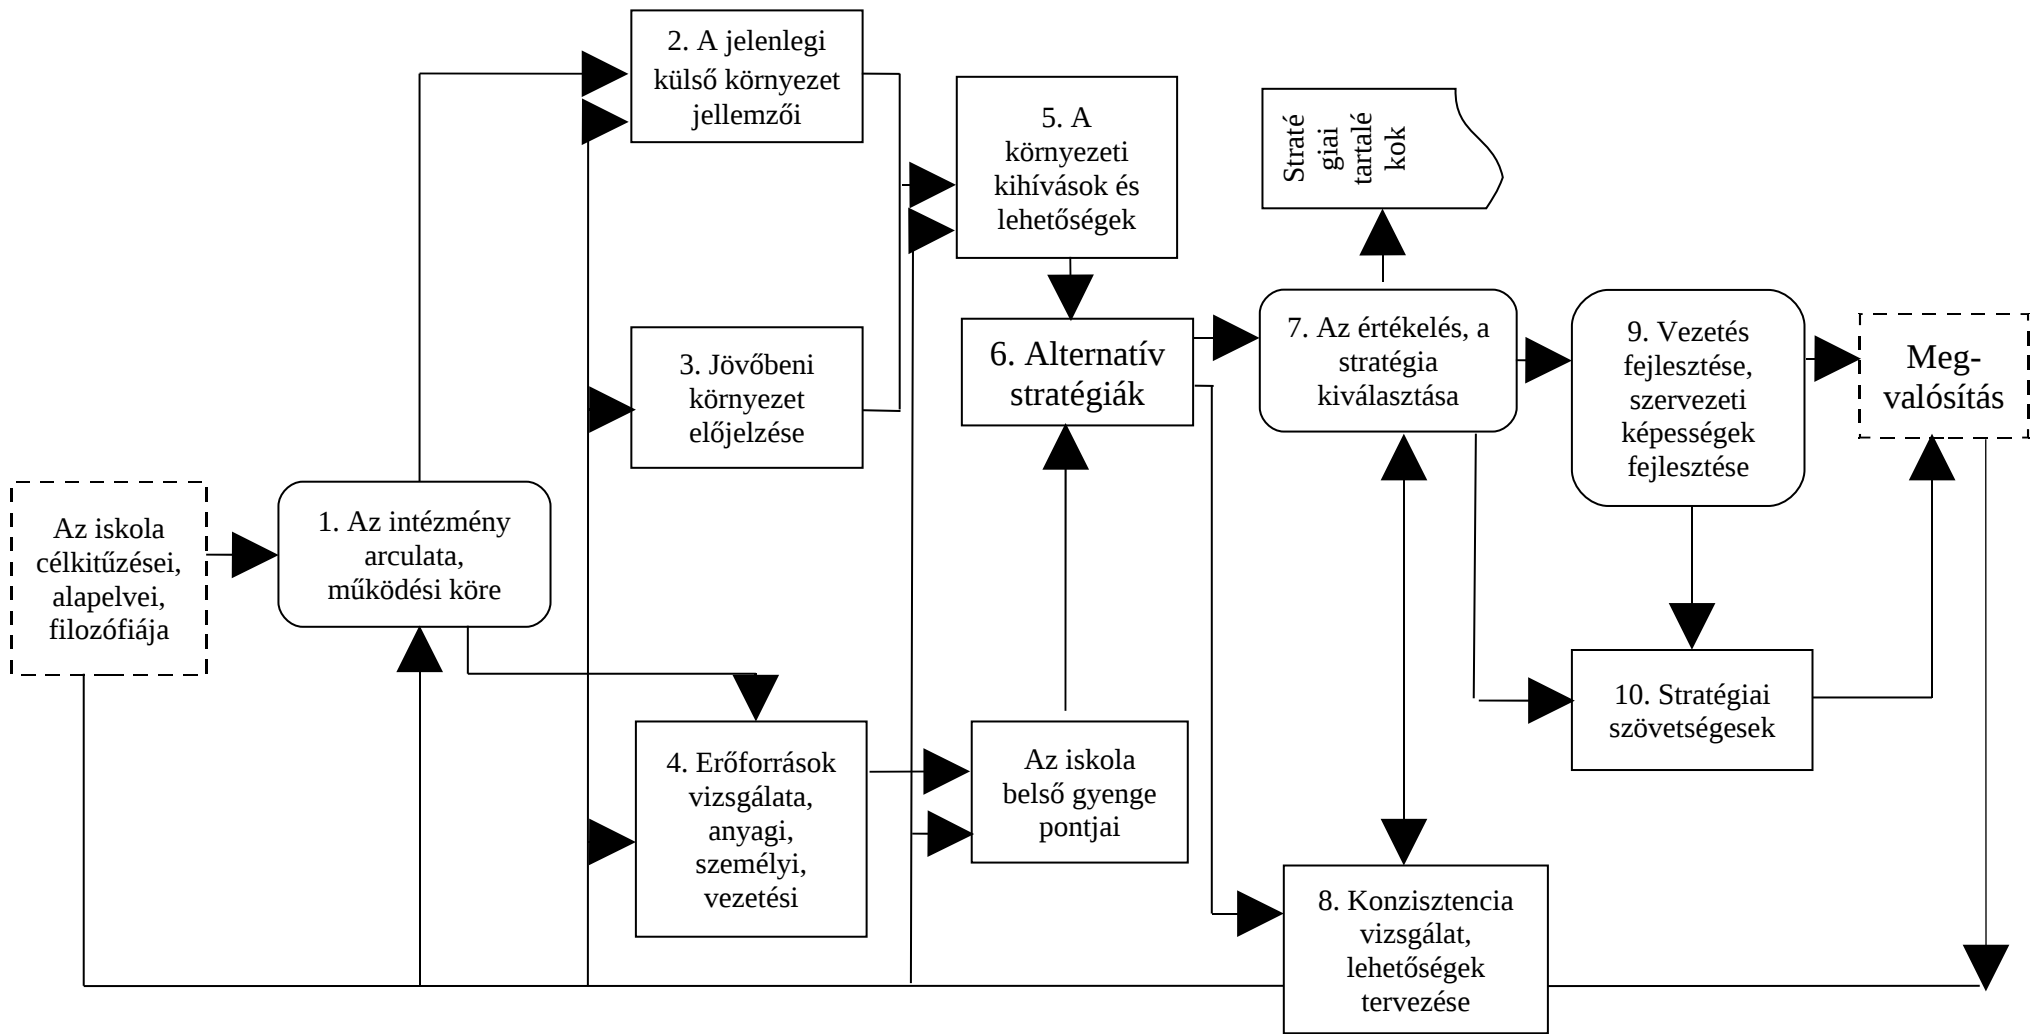 2. A jelenlegi
külső környezet
jellemzői
5. A
környezeti
kihívások és
lehetőségek
Straté
giai
tartalé
kok
3. Jövőbeni
környezet
előjelzése
6. Alternatív
stratégiák
7. Az értékelés, a
stratégia
kiválasztása
9. Vezetés
fejlesztése,
szervezeti
képességek
fejlesztése
Meg-
valósítás
Az iskola
célkitűzései,
alapelvei,
filozófiája
1. Az intézmény
arculata,
működési köre
4. Erőforrások
vizsgálata,
anyagi,
személyi,
vezetési
Az iskola
belső gyenge
pontjai
10. Stratégiai
szövetségesek
8. Konzisztencia
vizsgálat,
lehetőségek
tervezése